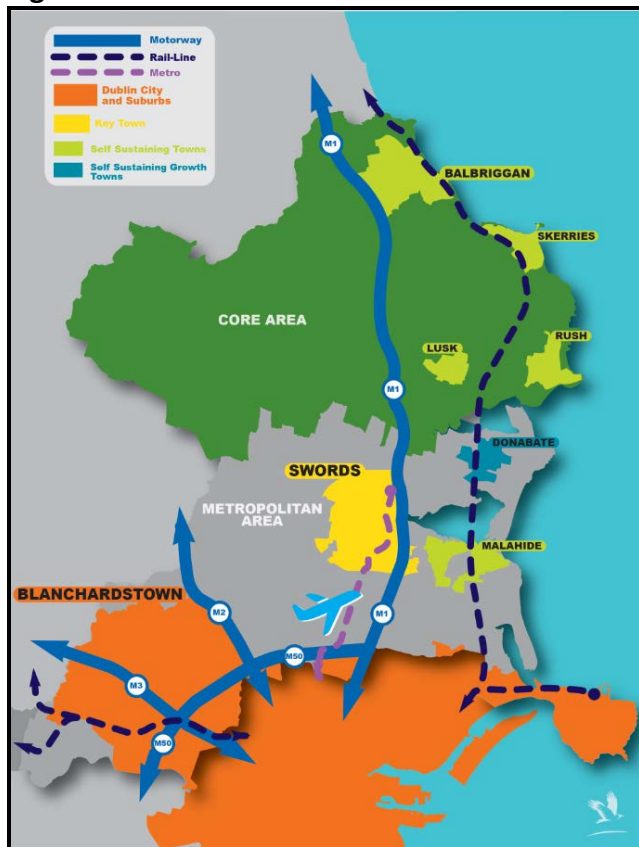 Motorway
Rail-Line
Metro
Dublin City
and Suburbs
Key Town
Self Sustaining Towns
Self Sustaining Growth
Towns
M1
BALBRIGGAN
SKERRIES
CORE AREA
LUSK
RUSH
M1
DONABATE
SWORDS
METROPOLITAN
AREA
MALAHIDE
BLANCHARDSTOWN
M2
M1
M50
M3
M50